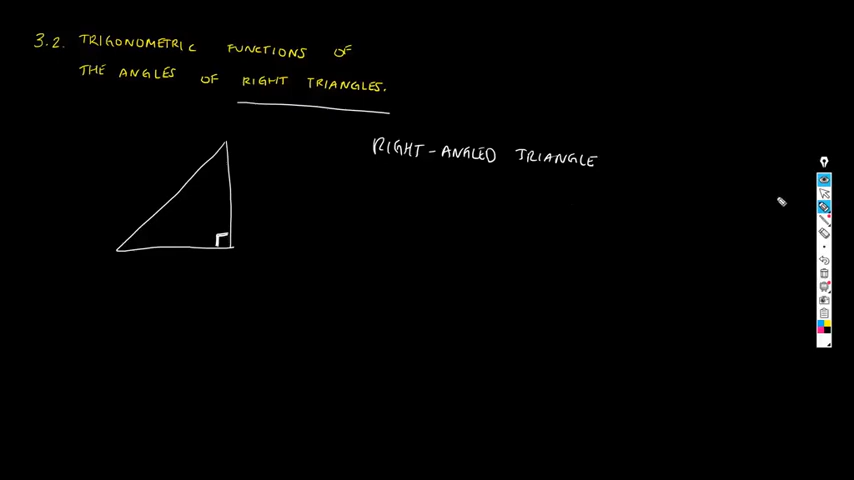 3.2. TRIGONOMETRIC FUNCTIONS OF
THE ANGLES OF RIGHT TRIANGLES.
RIGHT-ANGLED TRIANGLE